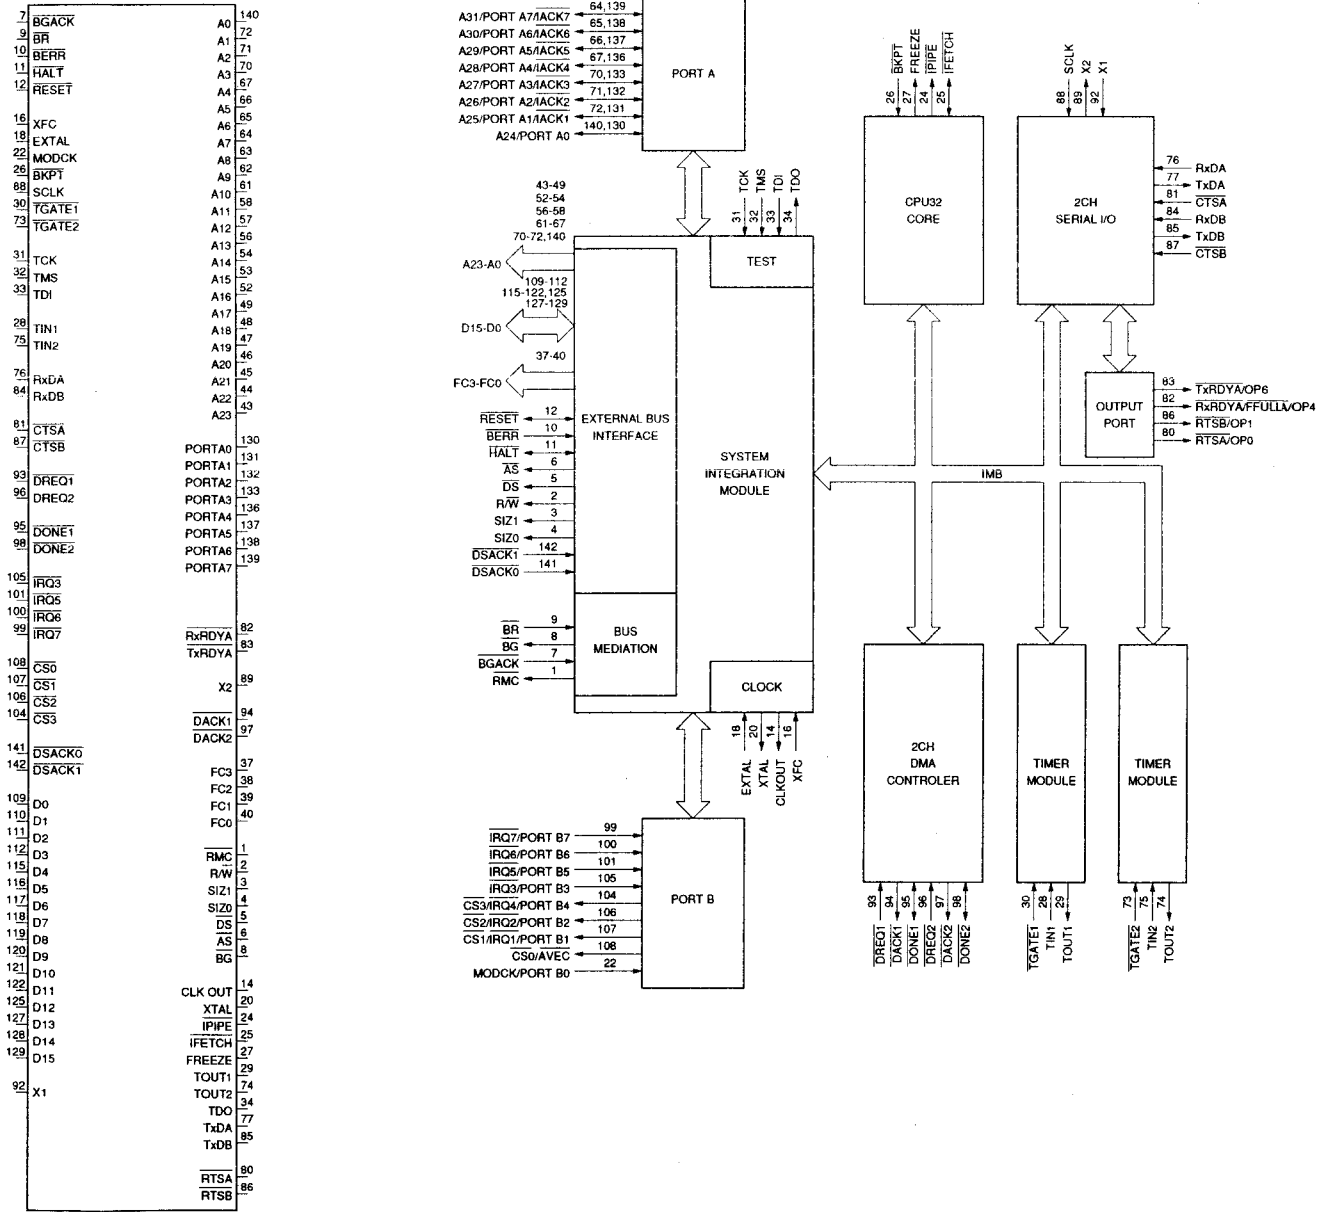 7 BGACK
9 BR
10 BERR
11 HALT
12 RESET
16 XFC
18 EXTAL
22 MODCK
26 BKPT
88 SCLK
30 TGATE1
73 TGATE2
31 TCK
32 TMS
33 TDI
28 TIN1
75 TIN2
76 RxDA
84 RxDB
81 CTSA
87 CTSB
93 DREQ1
96 DREQ2
95 DONE1
98 DONE2
105 IRQ3
101 IRQ5
100 IRQ6
99 IRQ7
108 CS0
107 CS1
106 CS2
104 CS3
141 DSACK0
142 DSACK1
109 D0
110 D1
111 D2
112 D3
115 D4
116 D5
117 D6
118 D7
119 D8
120 D9
121 D10
122 D11
125 D12
127 D13
128 D14
129 D15
92 X1
A0 140
A1 72
A2 71
A3 70
A4 67
A5 66
A6 65
A7 64
A8 63
A9 62
A10 61
A11 58
A12 57
A13 56
A14 54
A15 53
A16 52
A17 49
A18 48
A19 47
A20 46
A21 45
A22 44
A23 43
PORTA0 130
PORTA1 131
PORTA2 132
PORTA3 133
PORTA4 136
PORTA5 137
PORTA6 138
PORTA7 139
RxRDYA 82
TxRDYA 83
X2 89
DACK1 94
DACK2 97
FC3 37
FC2 38
FC1 39
FC0 40
RMC 1
R/W 2
SIZ1 3
SIZ0 4
DS 5
AS 6
BG 8
CLK OUT 14
XTAL 20
IPIPE 24
IFETCH 25
FREEZE 27
TOUT1 29
TOUT2 74
TDO 34
TxDA 77
TxDB 85
RTSA 80
RTSB 86
A31/PORT A7/IACK7 64,139
A30/PORT A6/IACK6 65,138
A29/PORT A5/IACK5 66,137
A28/PORT A4/IACK4 67,136
A27/PORT A3/IACK3 70,133
A26/PORT A2/IACK2 71,132
A25/PORT A1/IACK1 72,131
A24/PORT A0 140,130
PORT A
43-49
52-54
56-58
61-67
70-72,140
A23-A0
109-112
115-122,125
127-129
D15-D0
37-40
FC3-FC0
RESET 12
BERR 10
HALT 11
AS 6
DS 5
R/W 2
SIZ1 3
SIZ0 4
DSACK1 142
DSACK0 141
BR 9
BG 8
BGACK 7
RMC 1
EXTERNAL BUS
INTERFACE
BUS
MEDIATION
31 TCK
32 TMS
33 TDI
34 TDO
TEST
SYSTEM
INTEGRATION
MODULE
CLOCK
18 EXTAL
20 XTAL
14 CLKOUT
16 XFC
IRQ7/PORT B7 99
IRQ6/PORT B6 100
IRQ5/PORT B5 101
IRQ3/PORT B3 105
CS3/IRQ4/PORT B4 104
CS2/IRQ2/PORT B2 106
CS1/IRQ1/PORT B1 107
CS0/AVEC 108
MODCK/PORT B0 22
PORT B
26 BKPT
27 FREEZE
24 IPIPE
25 IFETCH
CPU32
CORE
88 SCLK
89 X2
92 X1
2CH
SERIAL I/O
76 RxDA
77 TxDA
81 CTSA
84 RxDB
85 TxDB
87 CTSB
OUTPUT
PORT
83 TxRDYA/OP6
82 RxRDYA/FFULLA/OP4
86 RTSB/OP1
80 RTSA/OP0
IMB
2CH
DMA
CONTROLER
93 DREQ1
94 DACK1
95 DONE1
96 DREQ2
97 DACK2
98 DONE2
TIMER
MODULE
30 TGATE1
28 TIN1
29 TOUT1
TIMER
MODULE
73 TGATE2
75 TIN2
74 TOUT2